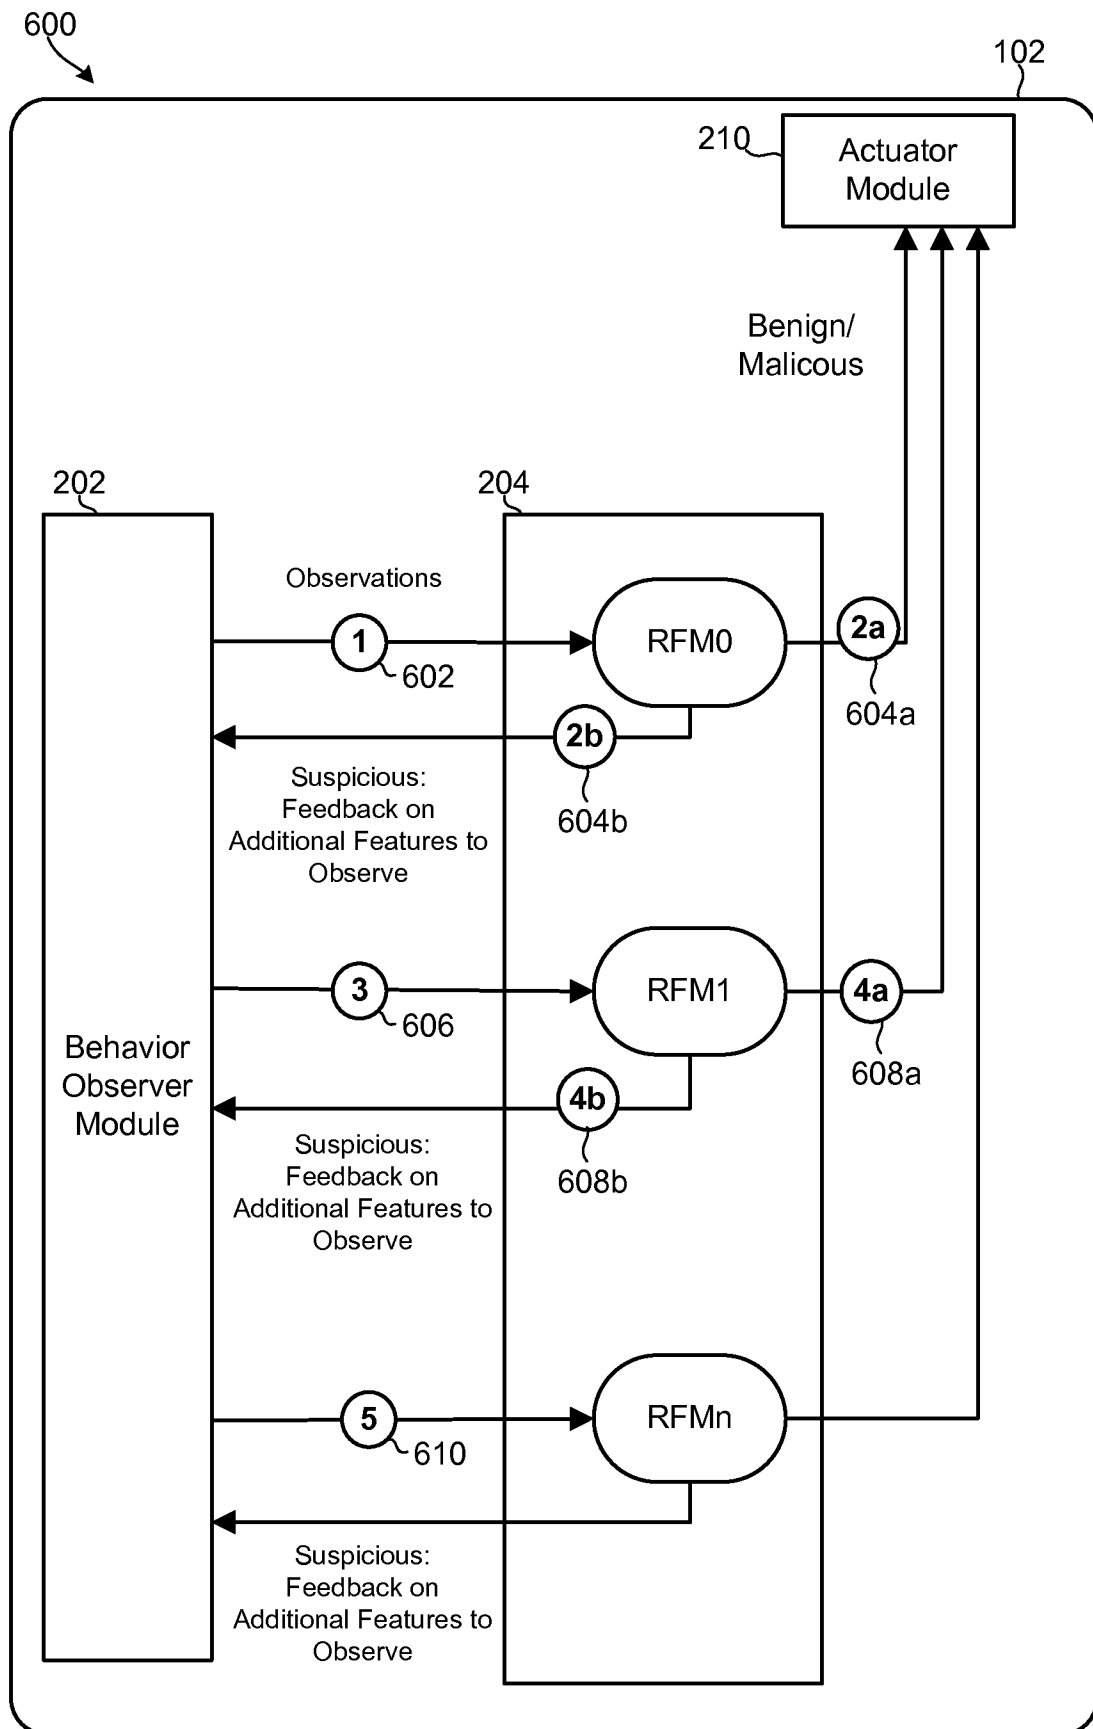 600
102
210
Actuator
Module
Benign/
Malicous
202
204
Observations
1
602
RFM0
2a
604a
2b
604b
Suspicious:
Feedback on
Additional Features to
Observe
3
606
RFM1
4a
608a
Behavior
Observer
Module
4b
608b
Suspicious:
Feedback on
Additional Features to
Observe
5
610
RFMn
Suspicious:
Feedback on
Additional Features to
Observe